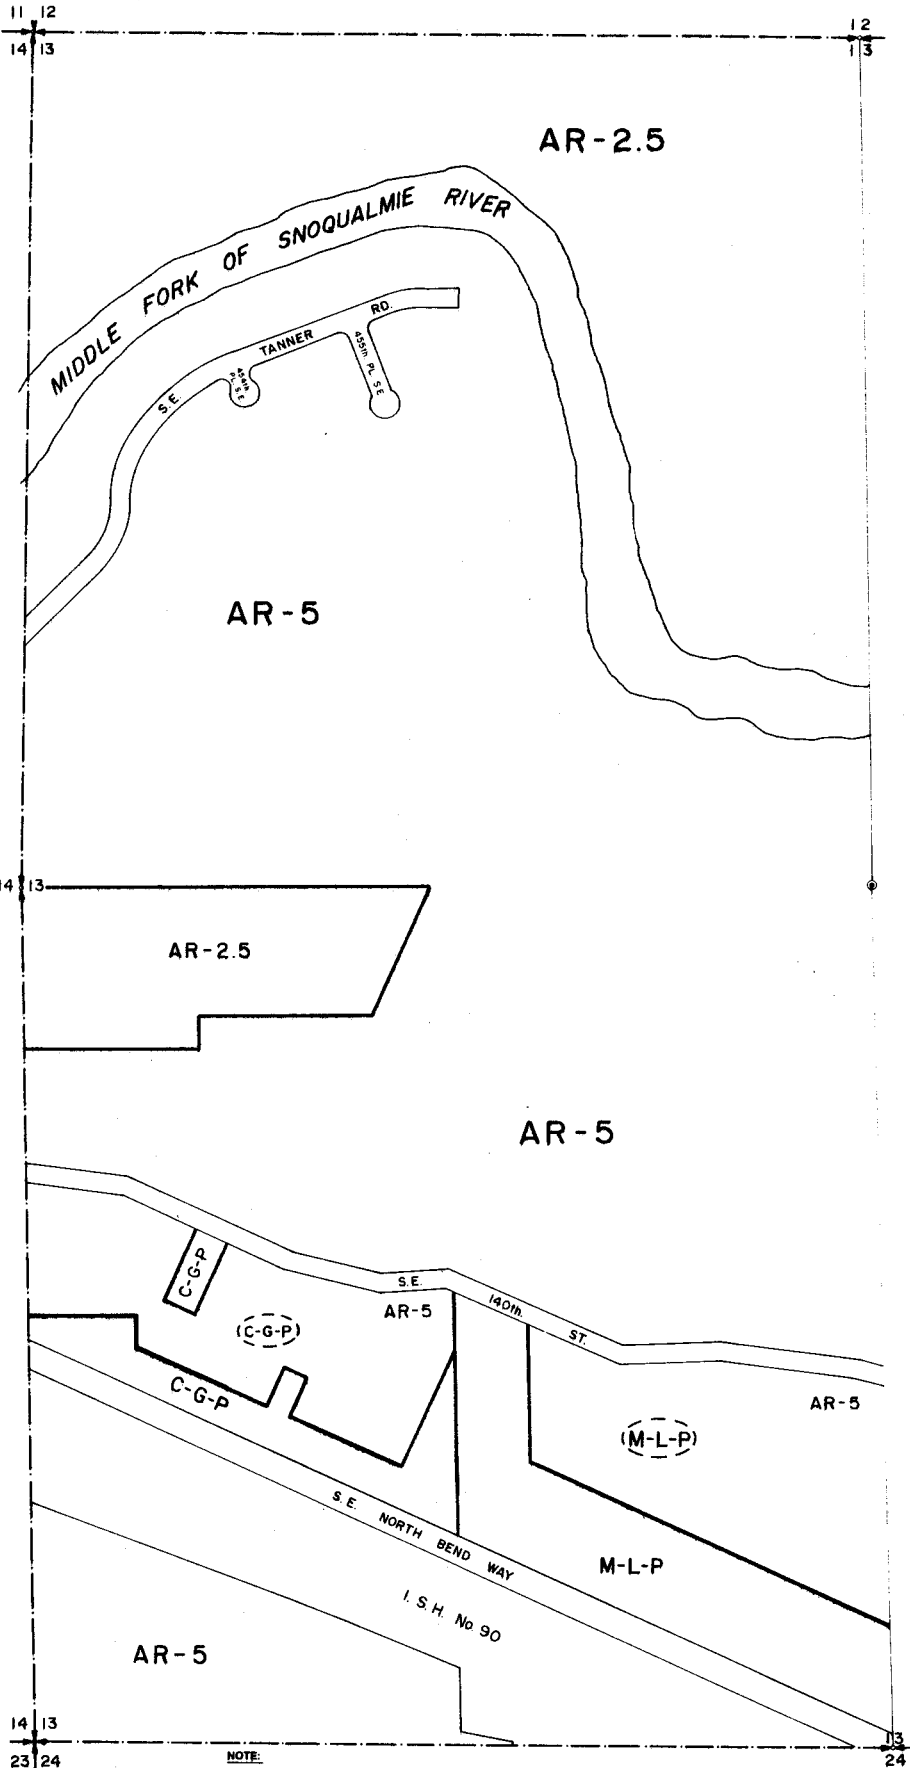 11 12
14 13
12
13
AR-2.5
MIDDLE FORK OF SNOQUALMIE RIVER
S.E. TANNER RD.
454th PL. S.E.
455th PL. S.E.
AR-5
14 13
AR-2.5
AR-5
C-G-P
S.E. 140th. ST.
AR-5
(C-G-P)
C-G-P
AR-5
(M-L-P)
S.E. NORTH BEND WAY
M-L-P
I.S.H. No. 90
AR-5
14 13
23 24
NOTE:
13
24